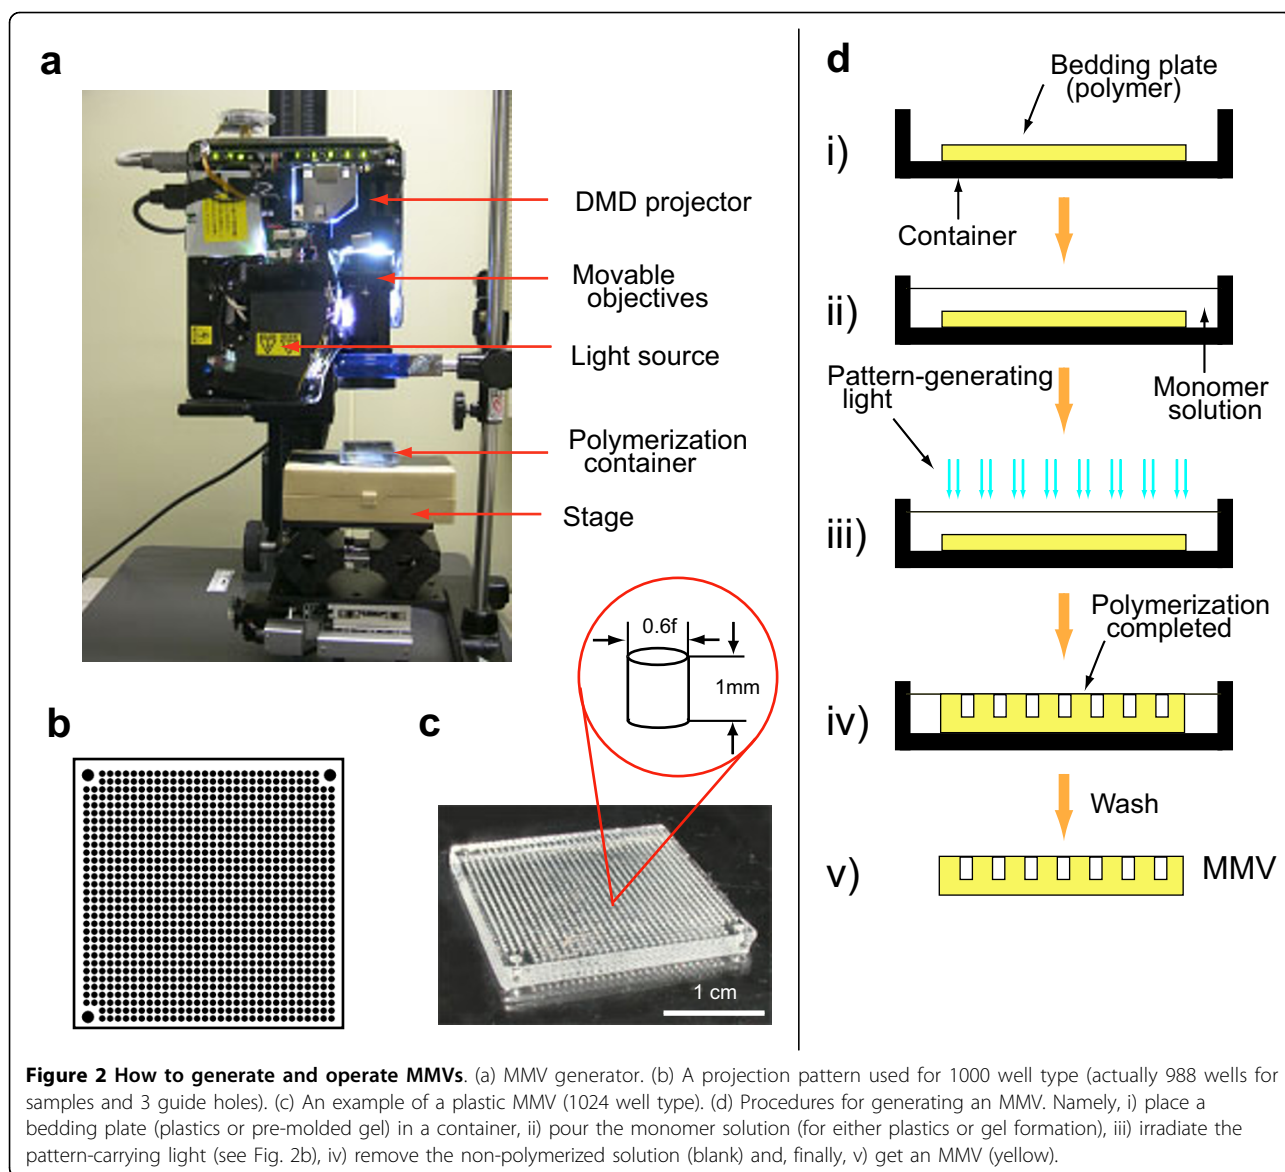 a
DMD projector
Movable
objectives
Light source
Polymerization
container
Stage
b
c
0.6f
1mm
1 cm
d
Bedding plate
(polymer)
i)
Container
ii)
Pattern-generating
light
Monomer
solution
iii)
Polymerization
completed
iv)
Wash
v)
MMV
Figure 2 How to generate and operate MMVs. (a) MMV generator. (b) A projection pattern used for 1000 well type (actually 988 wells for
samples and 3 guide holes). (c) An example of a plastic MMV (1024 well type). (d) Procedures for generating an MMV. Namely, i) place a
bedding plate (plastics or pre-molded gel) in a container, ii) pour the monomer solution (for either plastics or gel formation), iii) irradiate the
pattern-carrying light (see Fig. 2b), iv) remove the non-polymerized solution (blank) and, finally, v) get an MMV (yellow).